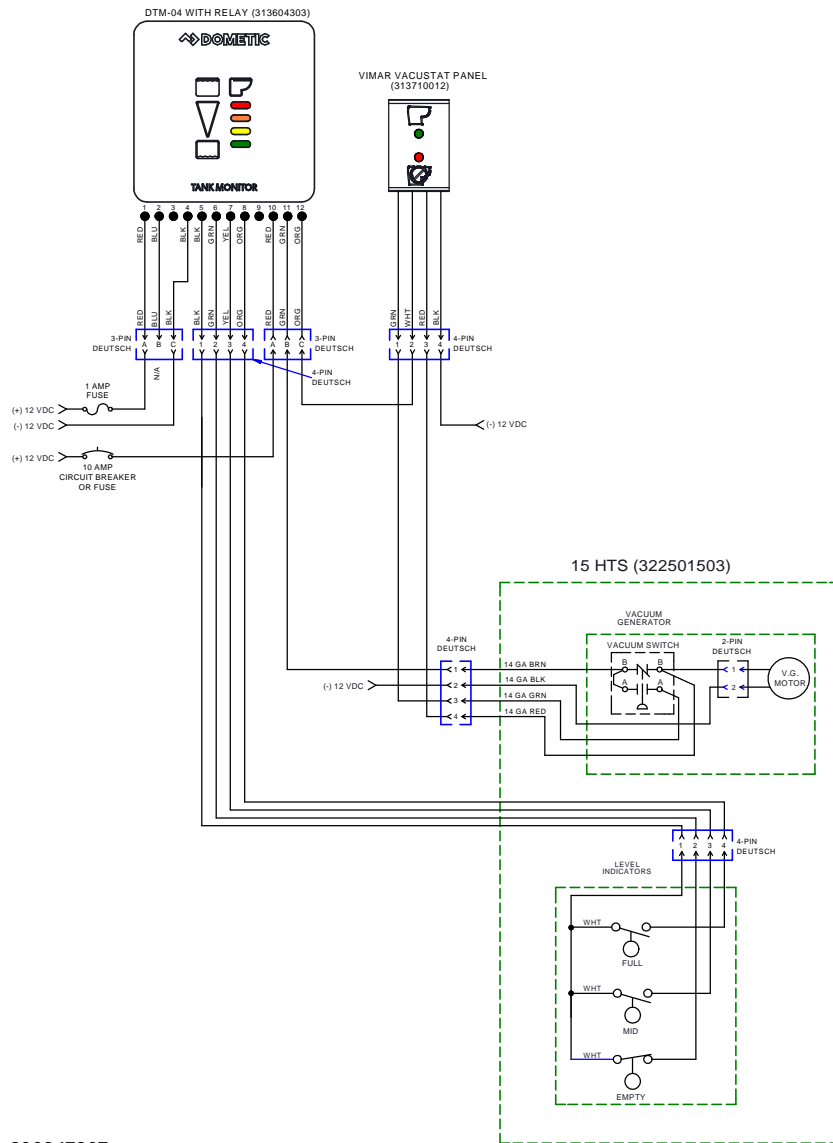 DTM-04 WITH RELAY (313604303)
DOMETIC
TANK MONITOR
1 2 3 4 5 6 7 8 9 10 11 12
RED BLU BLK BLK GRN YEL ORG RED GRN ORG
VIMAR VACUSTAT PANEL
(313710012)
RED BLU BLK BLK GRN YEL ORG RED GRN ORG
GRN WHT RED BLK
3-PIN
DEUTSCH
A B C
1 2 3 4
A B C
3-PIN
DEUTSCH
1 2 3 4
4-PIN
DEUTSCH
N/A
4-PIN
DEUTSCH
1 AMP
FUSE
(+) 12 VDC
(-) 12 VDC
(-) 12 VDC
(+) 12 VDC
10 AMP
CIRCUIT BREAKER
OR FUSE
15 HTS (322501503)
VACUUM
GENERATOR
4-PIN
DEUTSCH
VACUUM SWITCH
2-PIN
DEUTSCH
1
14 GA BRN
B B
1
(-) 12 VDC
2
14 GA BLK
A A
2
V.G.
MOTOR
3
14 GA GRN
4
14 GA RED
1 2 3 4
4-PIN
DEUTSCH
LEVEL
INDICATORS
WHT
FULL
WHT
MID
WHT
EMPTY